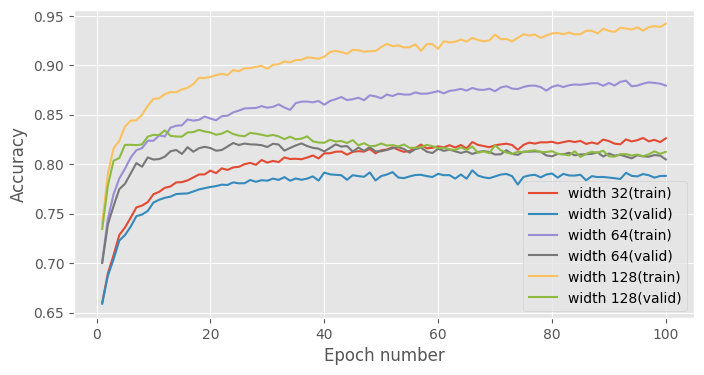 0.95
0.90
0.85
0.80
0.75
0.70
0.65
Accuracy
0 20 40 60 80 100
Epoch number
width 32(train)
width 32(valid)
width 64(train)
width 64(valid)
width 128(train)
width 128(valid)